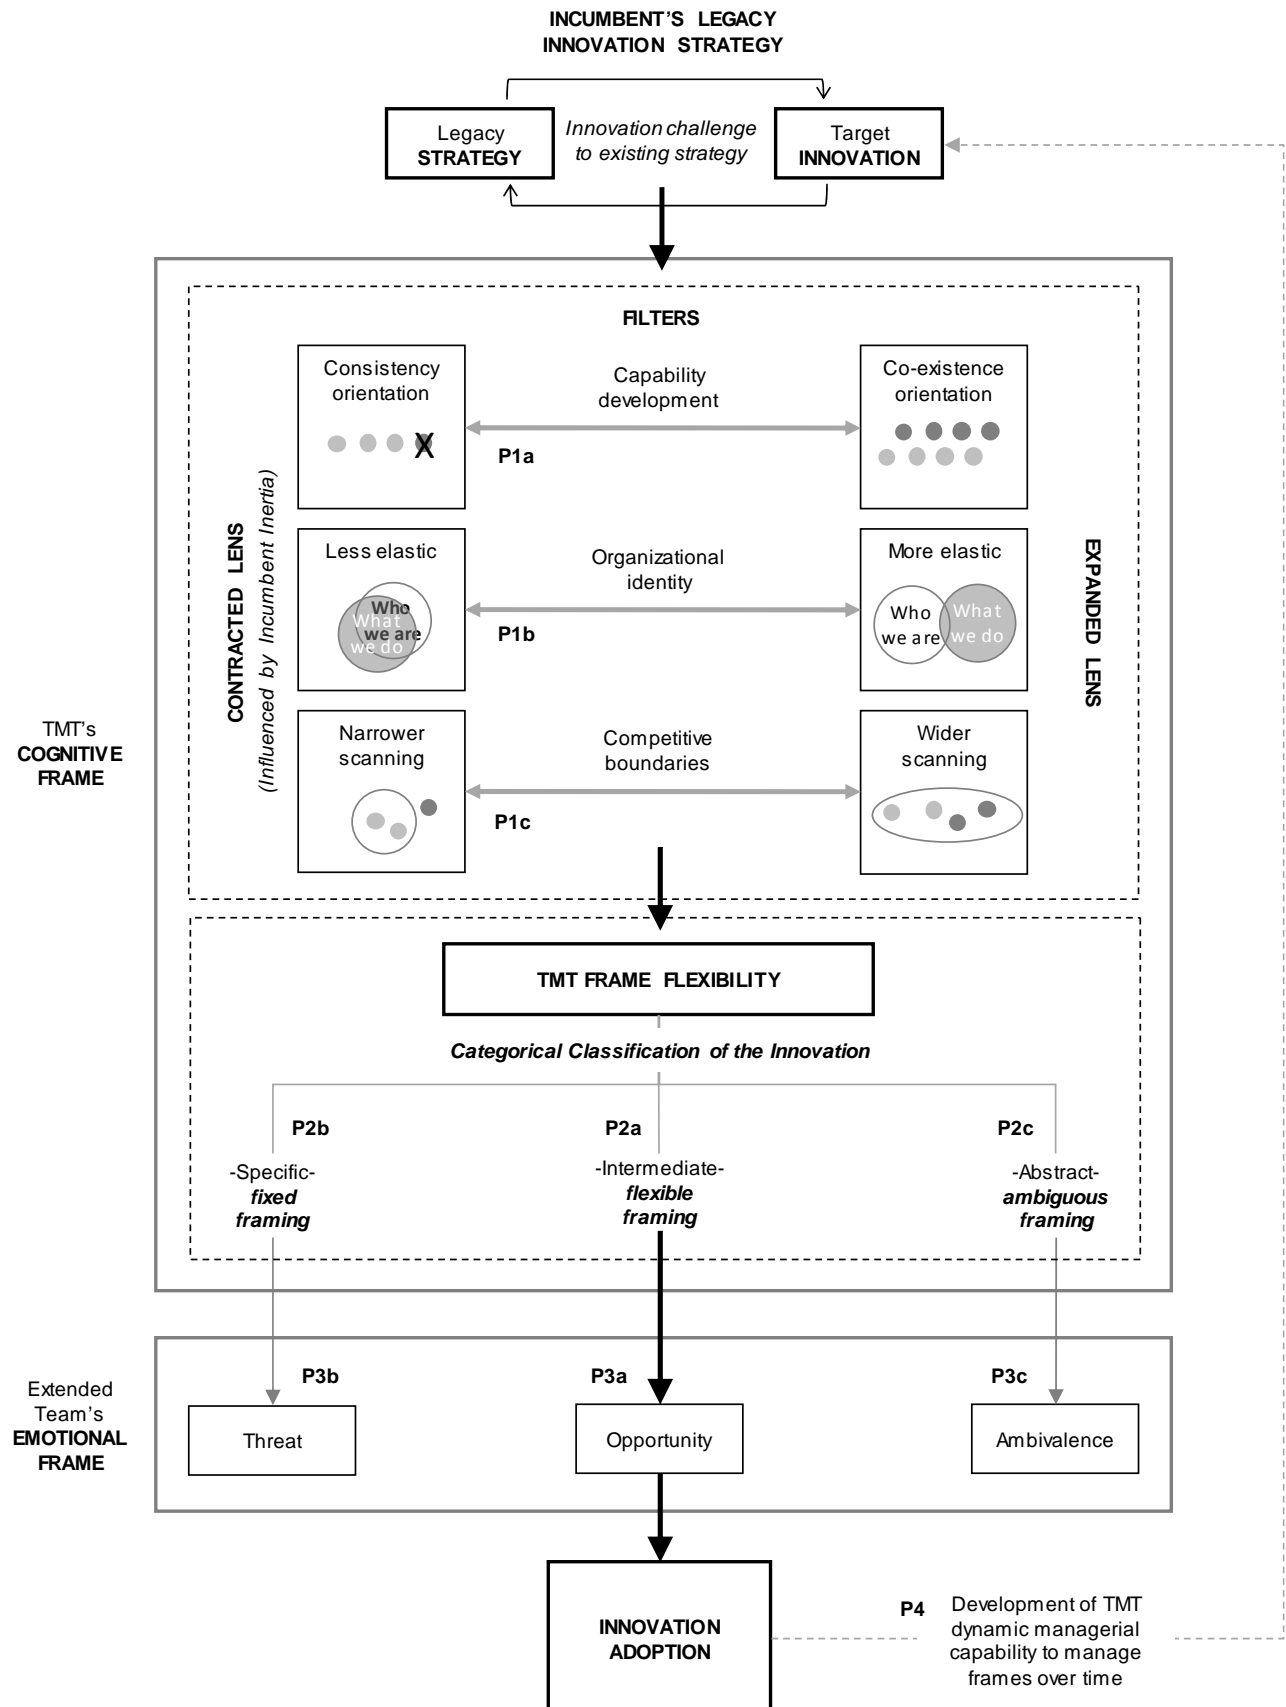 INCUMBENT'S LEGACY
INNOVATION STRATEGY
Legacy
STRATEGY
Innovation challenge
to existing strategy
Target
INNOVATION
FILTERS
Consistency
orientation
X
Capability
development
P1a
Co-existence
orientation
CONTRACTED LENS
(Influenced by Incumbent Inertia)
Less elastic
Who
we are
What
we do
Organizational
identity
P1b
More elastic
Who
we are
What
we do
EXPANDED LENS
TMT's
COGNITIVE
FRAME
Narrower
scanning
Competitive
boundaries
P1c
Wider
scanning
TMT FRAME FLEXIBILITY
Categorical Classification of the Innovation
P2b
P2a
P2c
-Specific-
fixed
framing
-Intermediate-
flexible
framing
-Abstract-
ambiguous
framing
Extended
Team's
EMOTIONAL
FRAME
P3b
P3a
P3c
Threat
Opportunity
Ambivalence
INNOVATION
ADOPTION
P4
Development of TMT
dynamic managerial
capability to manage
frames over time